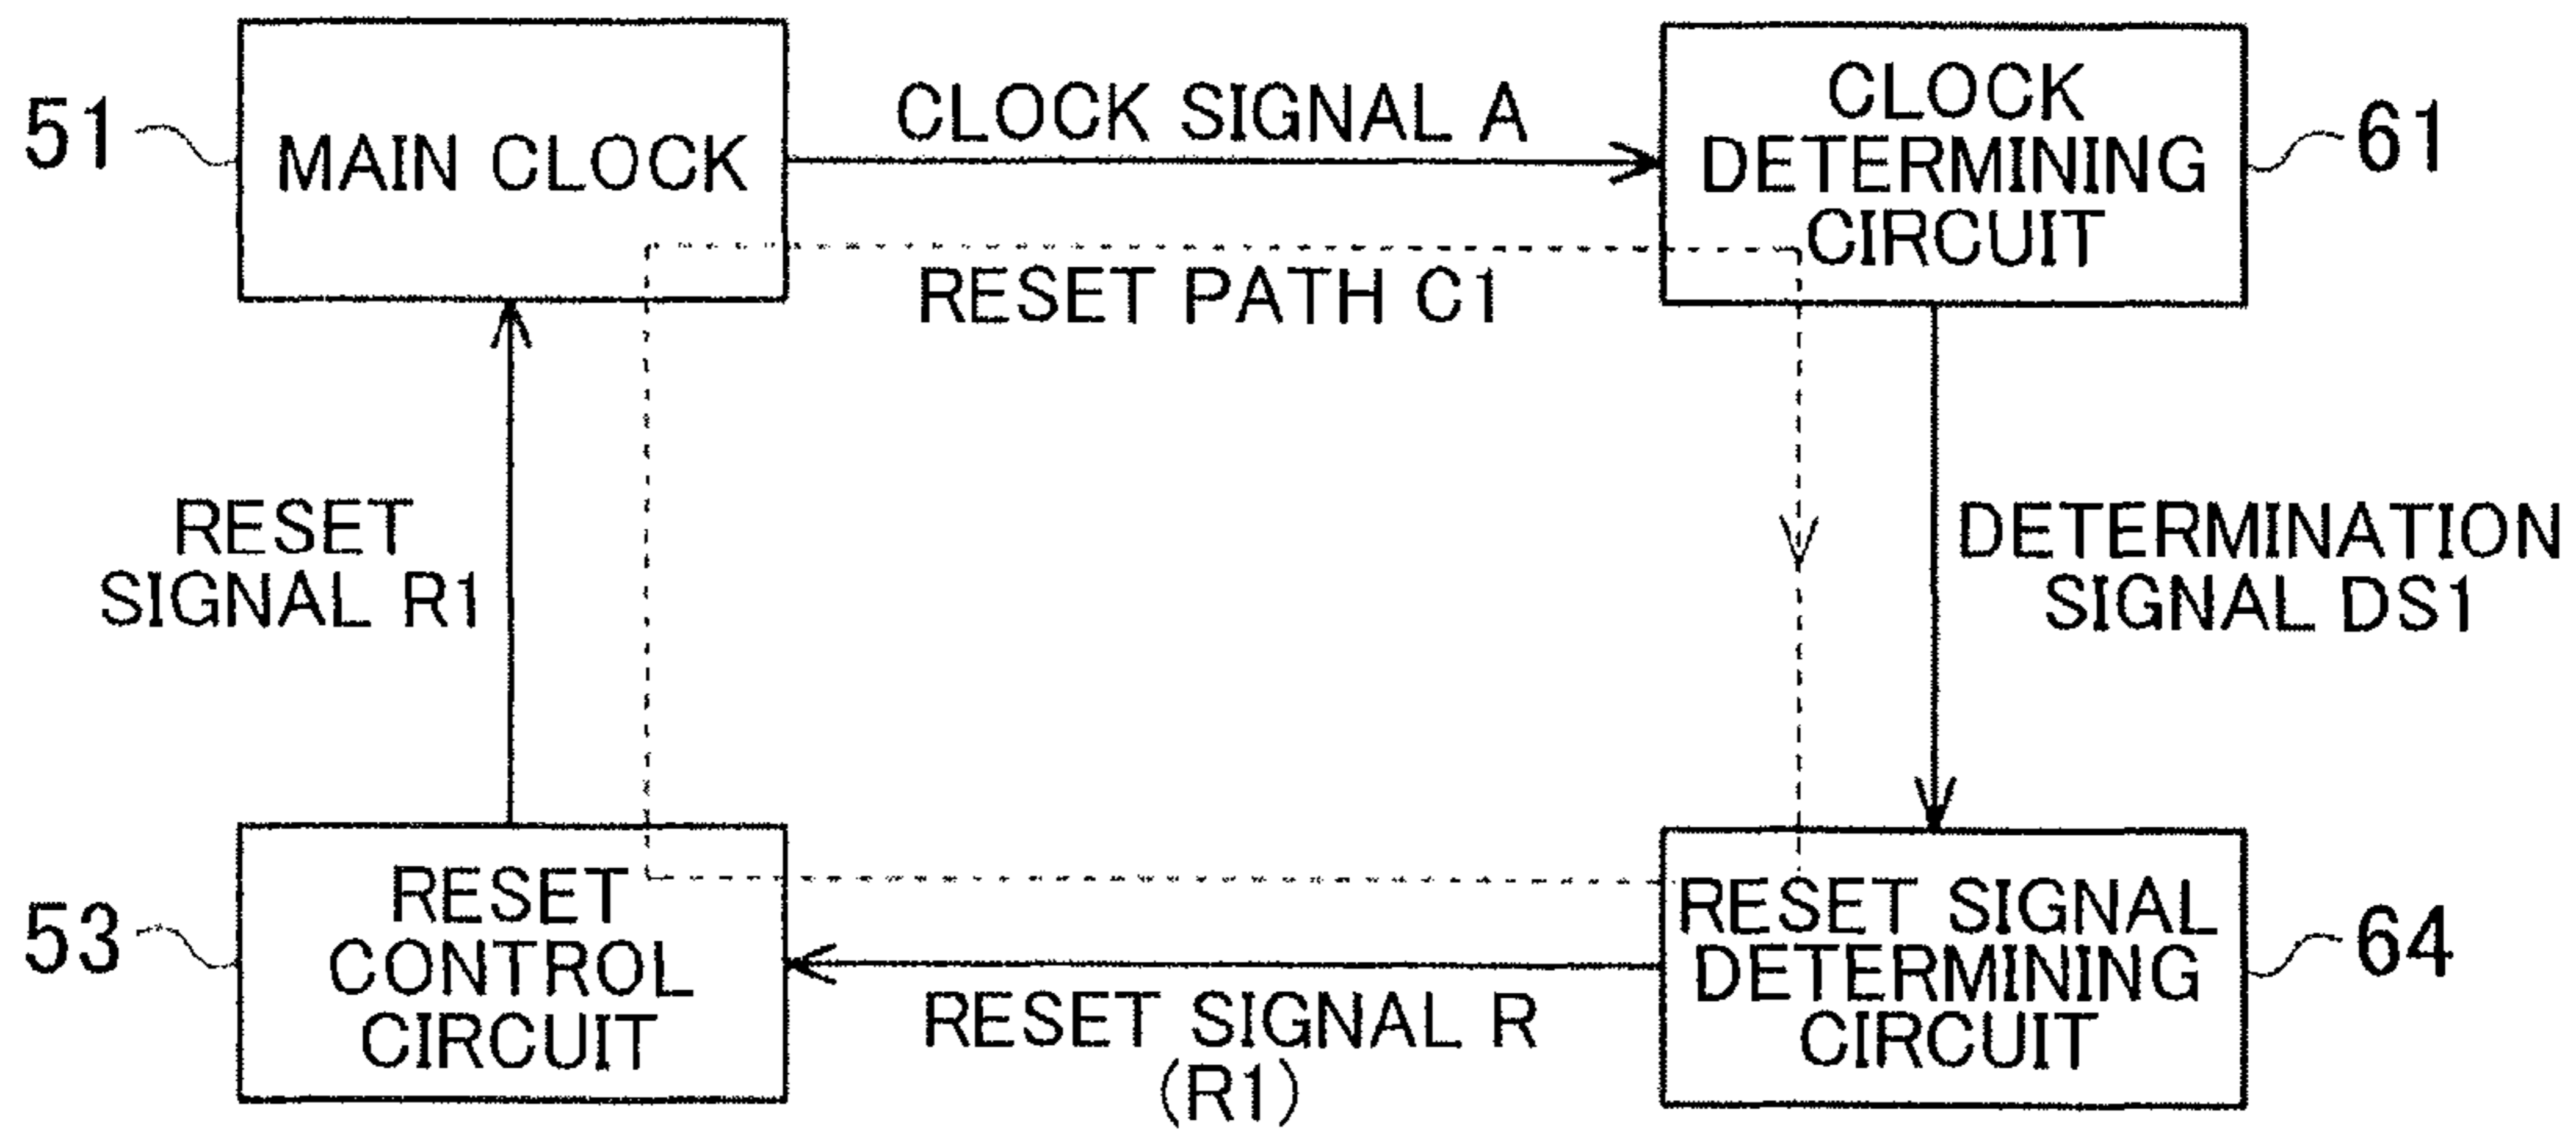 51
MAIN CLOCK
CLOCK SIGNAL A
CLOCK
DETERMINING
CIRCUIT
61
RESET PATH C1
RESET
SIGNAL R1
DETERMINATION
SIGNAL DS1
53
RESET
CONTROL
CIRCUIT
RESET SIGNAL R
(R1)
RESET SIGNAL
DETERMINING
CIRCUIT
64